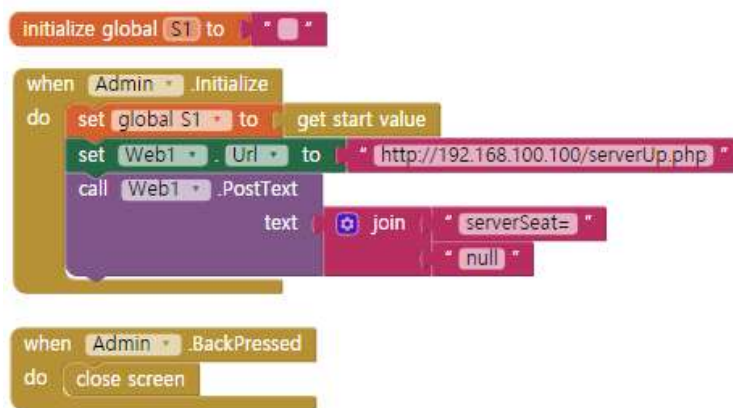 initialize global S1 to " "
when Admin .Initialize
do set global S1 to get start value
set Web1 . Url to " http://192.168.100.100/serverUp.php "
call Web1 .PostText
text join " serverSeat= "
" null "
when Admin .BackPressed
do close screen